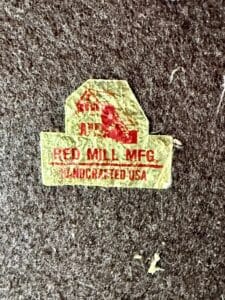 RED MILL MFG.
HANDCRAFTED USA